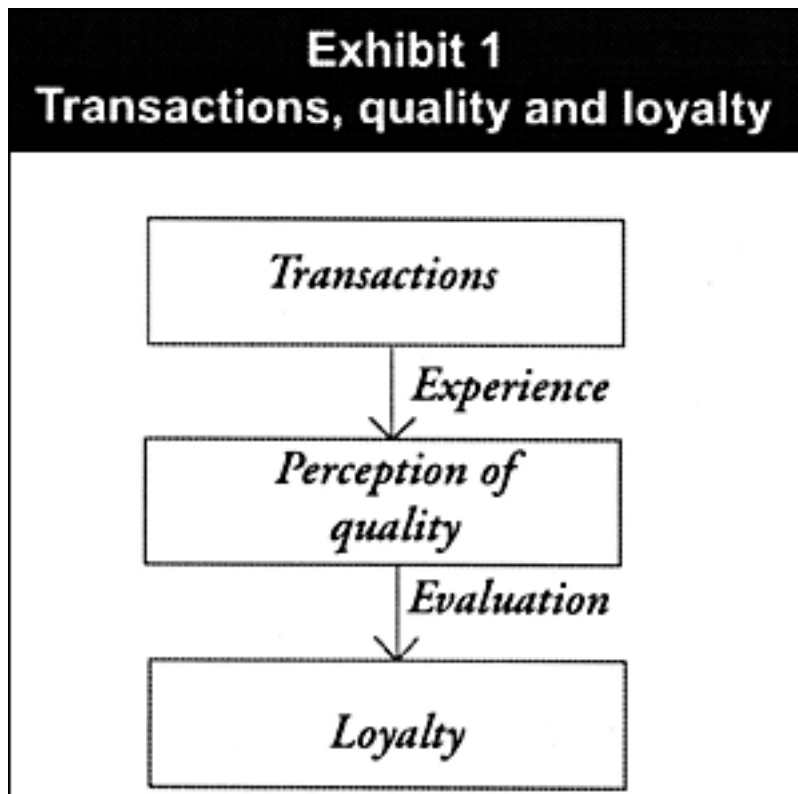 Exhibit 1
Transactions, quality and loyalty
Transactions
Experience
Perception of
quality
Evaluation
Loyalty